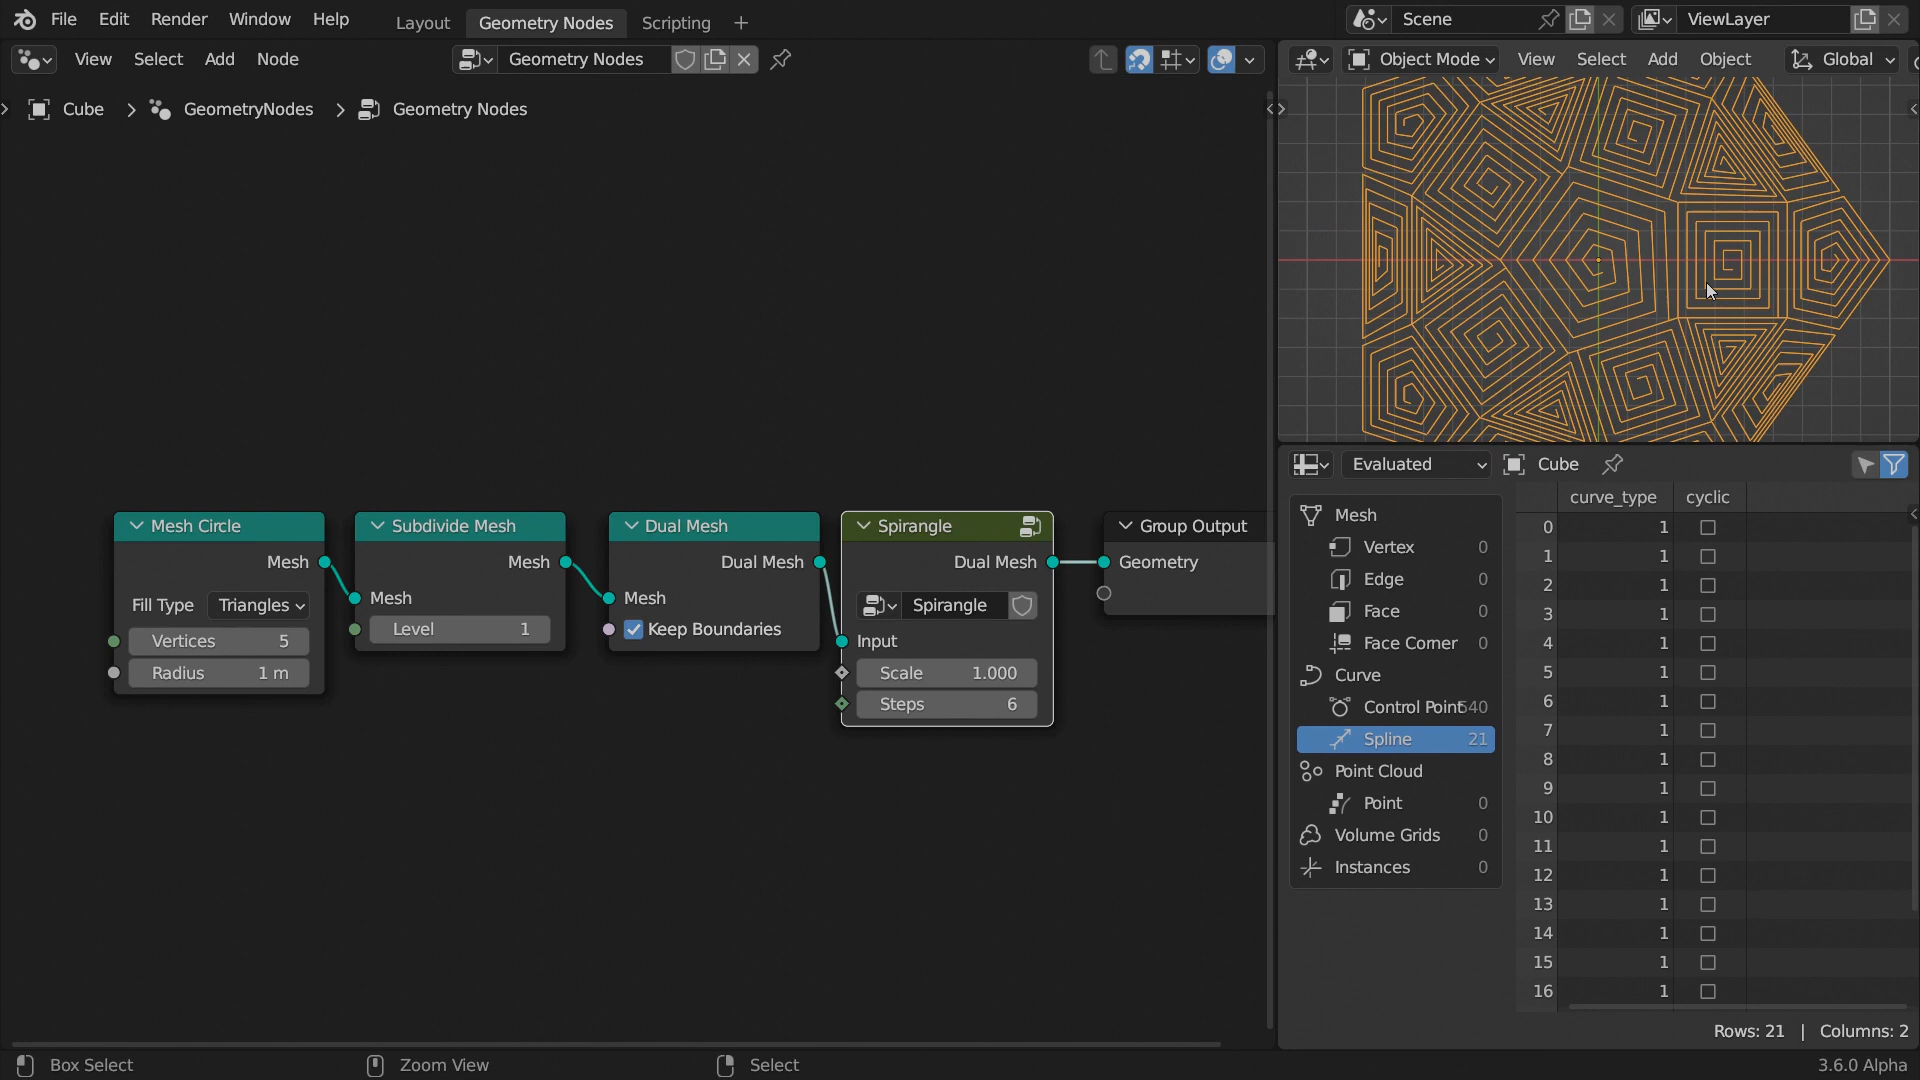 File Edit Render Window Help Layout Geometry Nodes Scripting + Scene ViewLayer
View Select Add Node Geometry Nodes Object Mode View Select Add Object Global
Cube > GeometryNodes > Geometry Nodes
Mesh Circle
Mesh
Fill Type Triangles
Vertices 5
Radius 1 m
Subdivide Mesh
Mesh
Mesh
Level 1
Dual Mesh
Dual Mesh
Mesh
Keep Boundaries
Spirangle
Dual Mesh
Spirangle
Input
Scale 1.000
Steps 6
Group Output
Geometry
Evaluated Cube
Mesh
Vertex 0
Edge 0
Face 0
Face Corner 0
Curve
Control Point 540
Spline 21
Point Cloud
Point 0
Volume Grids 0
Instances 0
curve_type cyclic
0 1
1 1
2 1
3 1
4 1
5 1
6 1
7 1
8 1
9 1
10 1
11 1
12 1
13 1
14 1
15 1
16 1
Rows: 21 | Columns: 2
Box Select Zoom View Select 3.6.0 Alpha